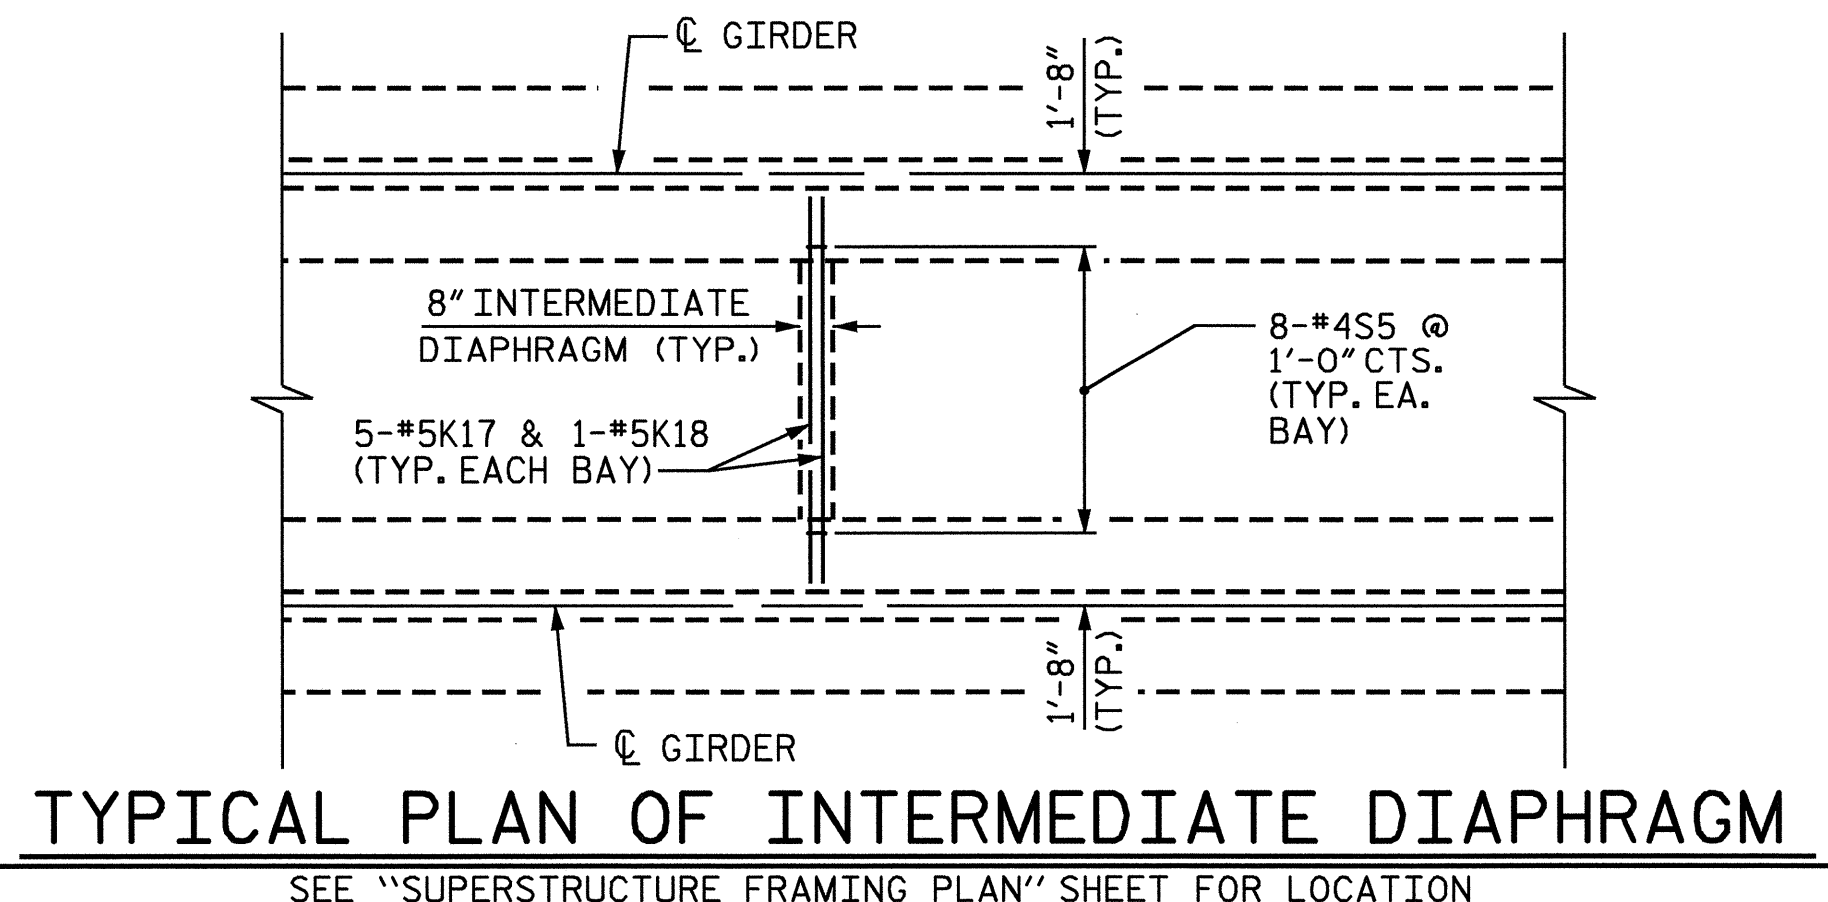 ℄ GIRDER
1'-8"
(TYP.)
8" INTERMEDIATE
DIAPHRAGM (TYP.)
8-#4S5 @
1'-0" CTS.
(TYP. EA.
BAY)
5-#5K17 & 1-#5K18
(TYP. EACH BAY)
1'-8"
(TYP.)
℄ GIRDER
TYPICAL PLAN OF INTERMEDIATE DIAPHRAGM
SEE "SUPERSTRUCTURE FRAMING PLAN" SHEET FOR LOCATION